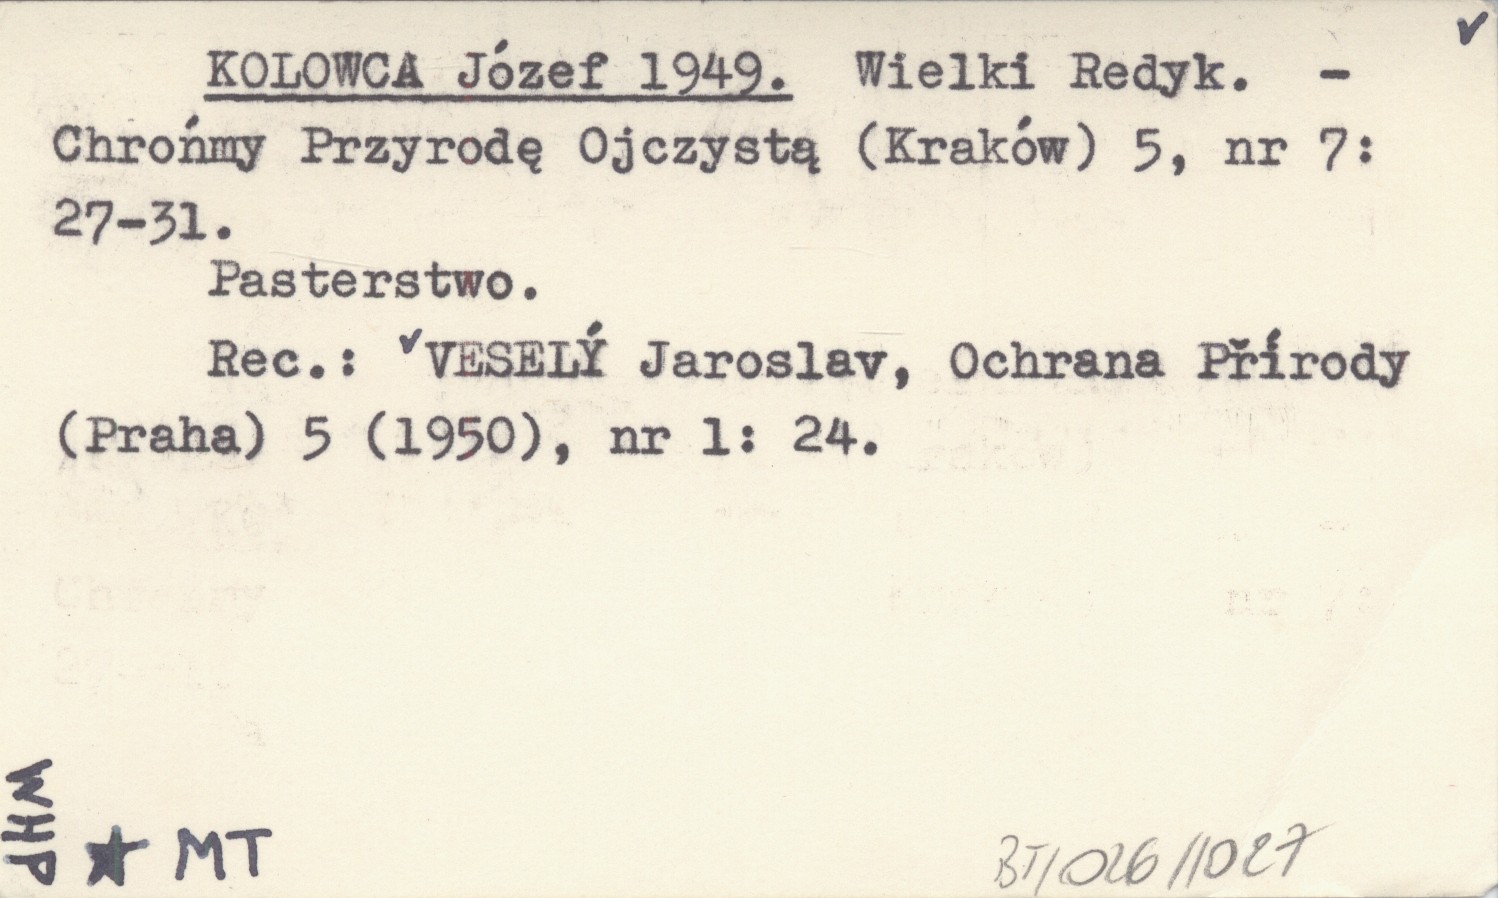 KOLOWCA Józef 1949. Wielki Redyk. –
Chrońmy Przyrodę Ojczystą (Kraków) 5, nr 7:
27-31.
Pasterstwo.
Rec.: ✓VESELÝ Jaroslav, Ochrana Přírody
(Praha) 5 (1950), nr 1: 24.
WHP
★ MT
BT/026/1027